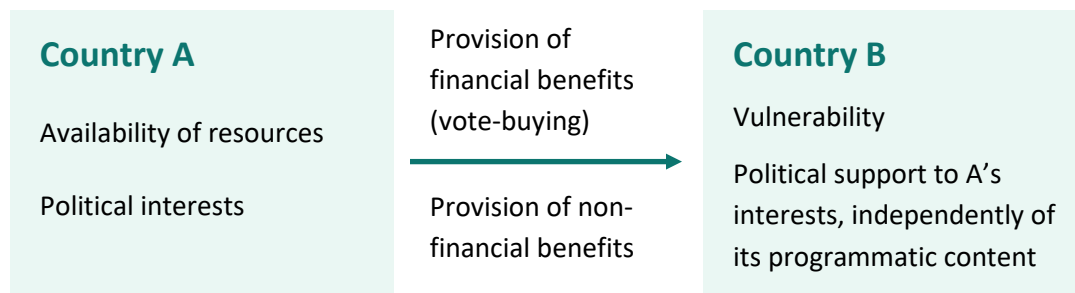 Country A
Availability of resources
Political interests
Provision of
financial benefits
(vote-buying)
Provision of non-
financial benefits
Country B
Vulnerability
Political support to A’s
interests, independently of
its programmatic content